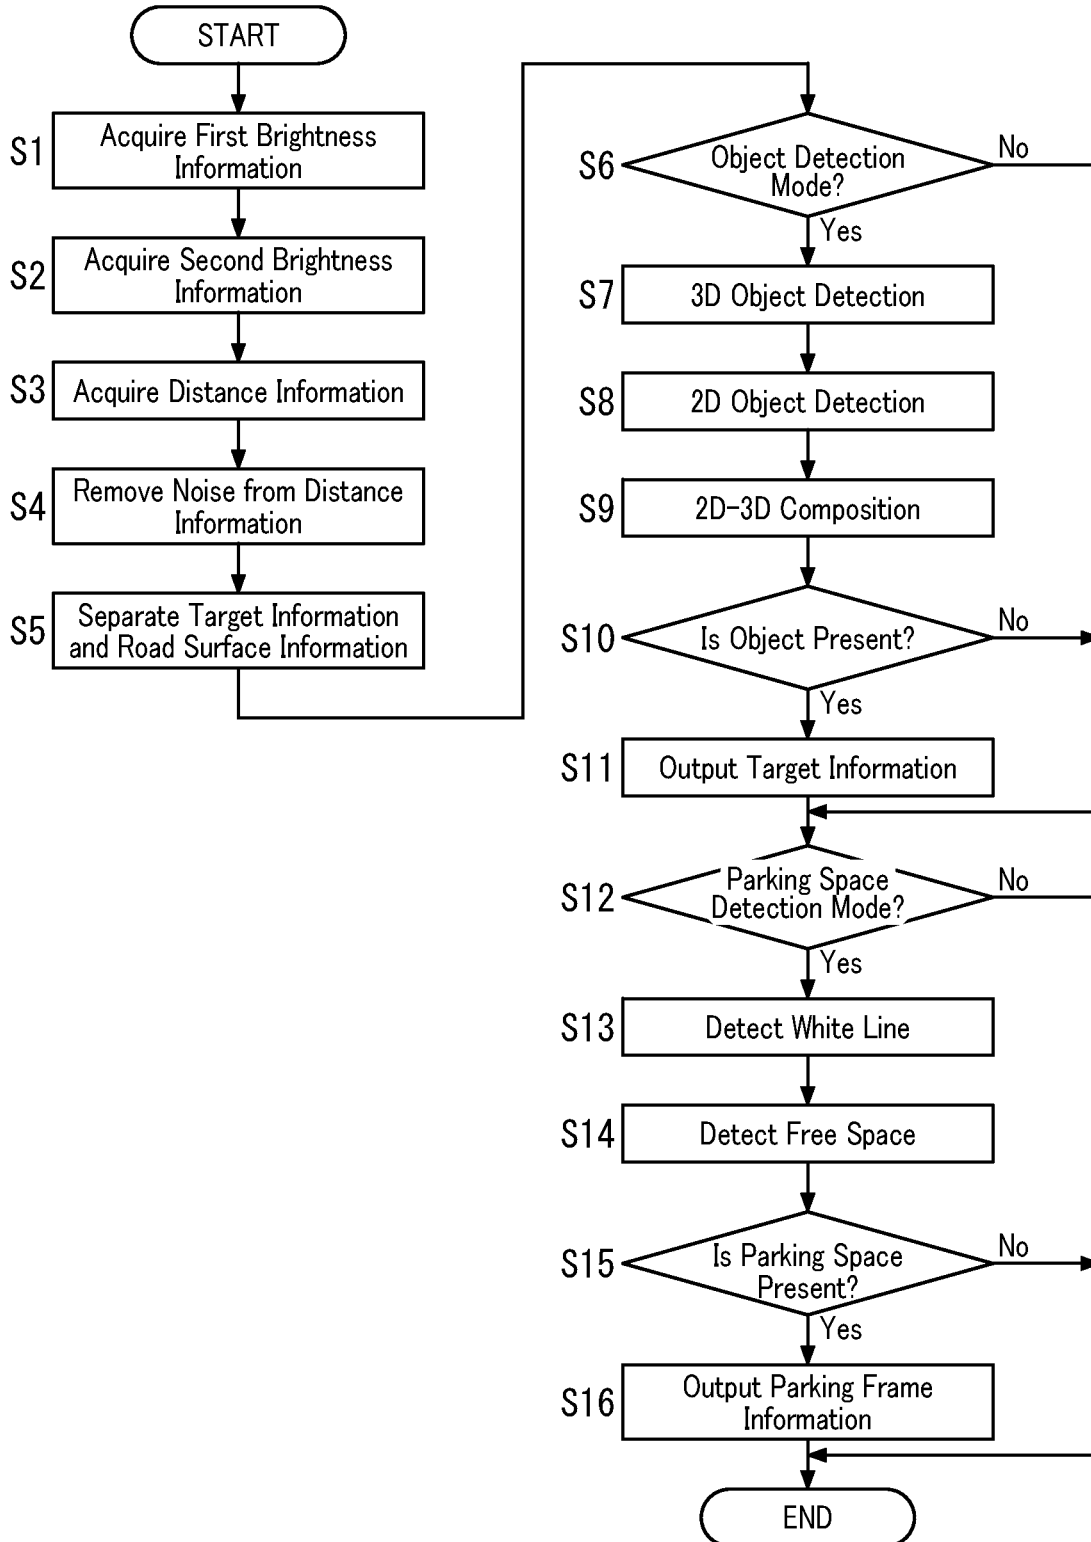 START
S1
Acquire First Brightness
Information
S2
Acquire Second Brightness
Information
S3
Acquire Distance Information
S4
Remove Noise from Distance
Information
S5
Separate Target Information
and Road Surface Information
S6
Object Detection
Mode?
No
Yes
S7
3D Object Detection
S8
2D Object Detection
S9
2D-3D Composition
S10
Is Object Present?
No
Yes
S11
Output Target Information
S12
Parking Space
Detection Mode?
No
Yes
S13
Detect White Line
S14
Detect Free Space
S15
Is Parking Space
Present?
No
Yes
S16
Output Parking Frame
Information
END